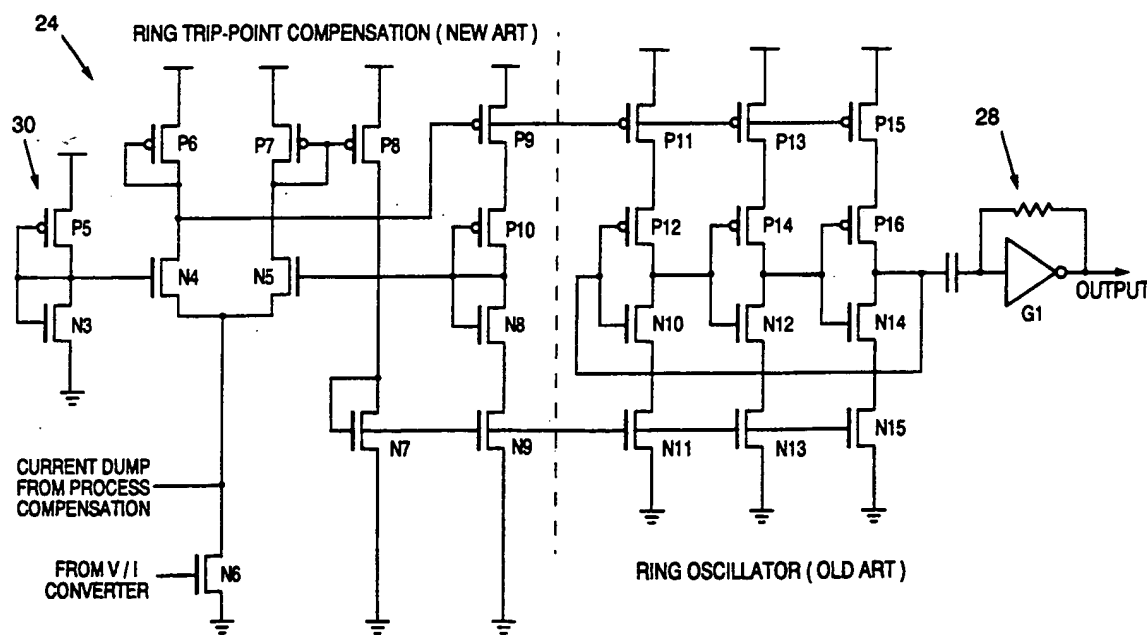 24
RING TRIP-POINT COMPENSATION ( NEW ART )
30
28
P6
P7
P8
P9
P11
P13
P15
P5
P10
P12
P14
P16
N4
N5
N3
N8
N10
N12
N14
G1
OUTPUT
N7
N9
N11
N13
N15
CURRENT DUMP
FROM PROCESS
COMPENSATION
FROM V / I
CONVERTER
N6
RING OSCILLATOR ( OLD ART )